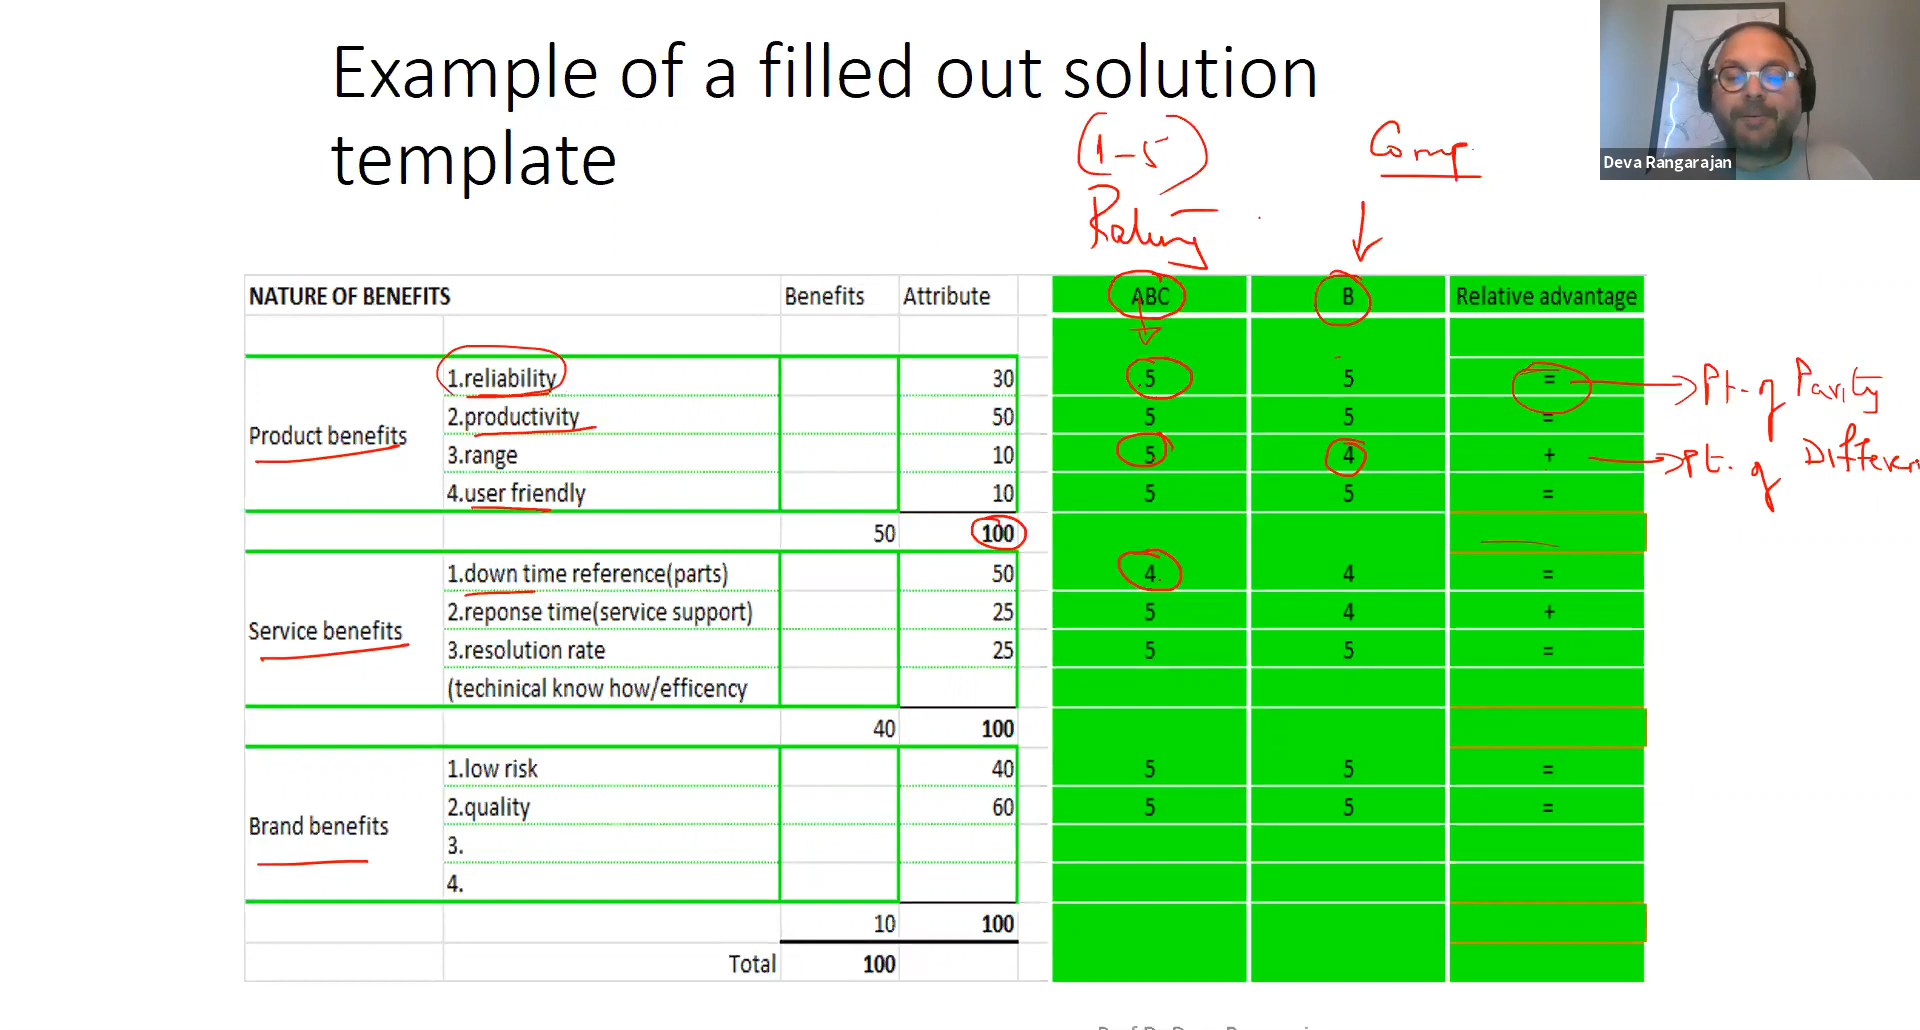 Example of a filled out solution
template
(1-5)
Rating
Comp.
Deva Rangarajan
NATURE OF BENEFITS Benefits Attribute ABC B Relative advantage
1.reliability 30 5 5 = Pt. of Parity
2.productivity 50 5 5 =
Product benefits
3.range 10 5 4 + Pt. of Differen
4.user friendly 10 5 5 =
50 100
1.down time reference(parts) 50 4 4 =
2.reponse time(service support) 25 5 4 +
Service benefits
3.resolution rate 25 5 5 =
(techinical know how/efficency
40 100
1.low risk 40 5 5 =
2.quality 60 5 5 =
Brand benefits
3.
4.
10 100
Total 100